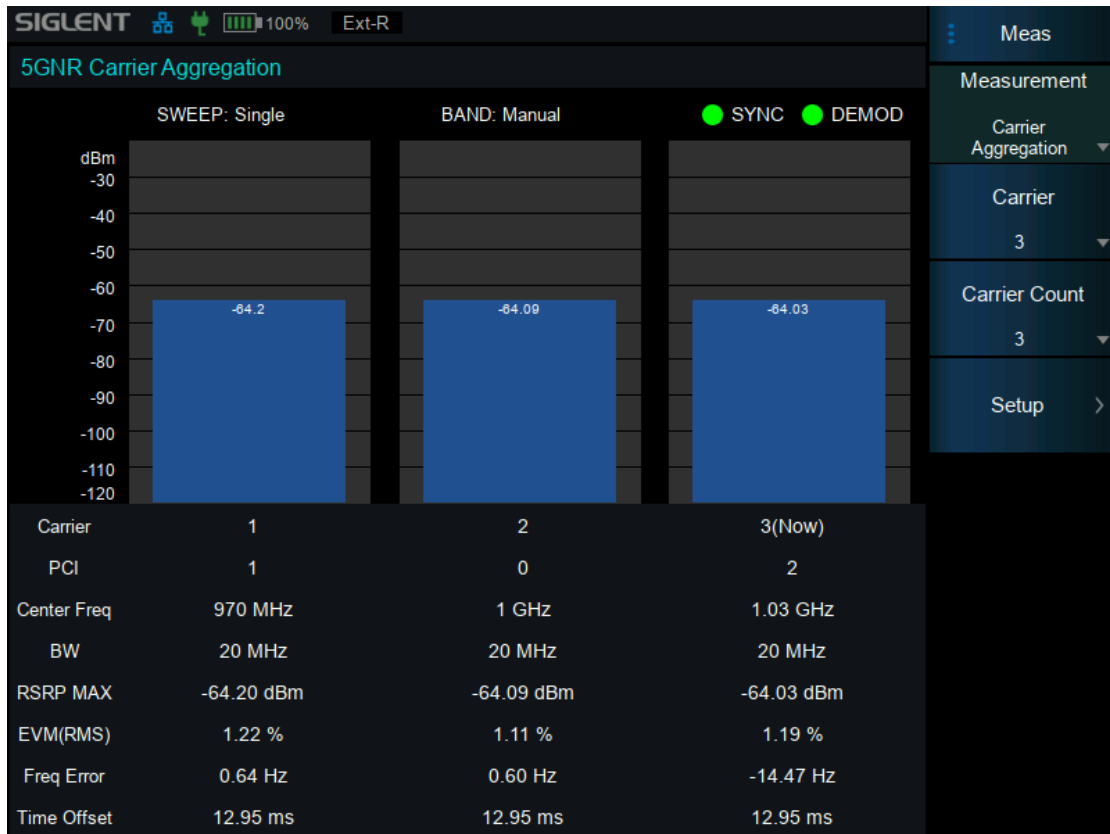 SIGLENT 100% Ext-R
Meas
5GNR Carrier Aggregation
Measurement
Carrier
Aggregation
SWEEP: Single BAND: Manual SYNC DEMOD
Carrier
3
Carrier Count
3
Setup
dBm
-30
-40
-50
-60
-70
-80
-90
-100
-110
-120
-64.2 -64.09 -64.03
Carrier 1 2 3(Now)
PCI 1 0 2
Center Freq 970 MHz 1 GHz 1.03 GHz
BW 20 MHz 20 MHz 20 MHz
RSRP MAX -64.20 dBm -64.09 dBm -64.03 dBm
EVM(RMS) 1.22 % 1.11 % 1.19 %
Freq Error 0.64 Hz 0.60 Hz -14.47 Hz
Time Offset 12.95 ms 12.95 ms 12.95 ms